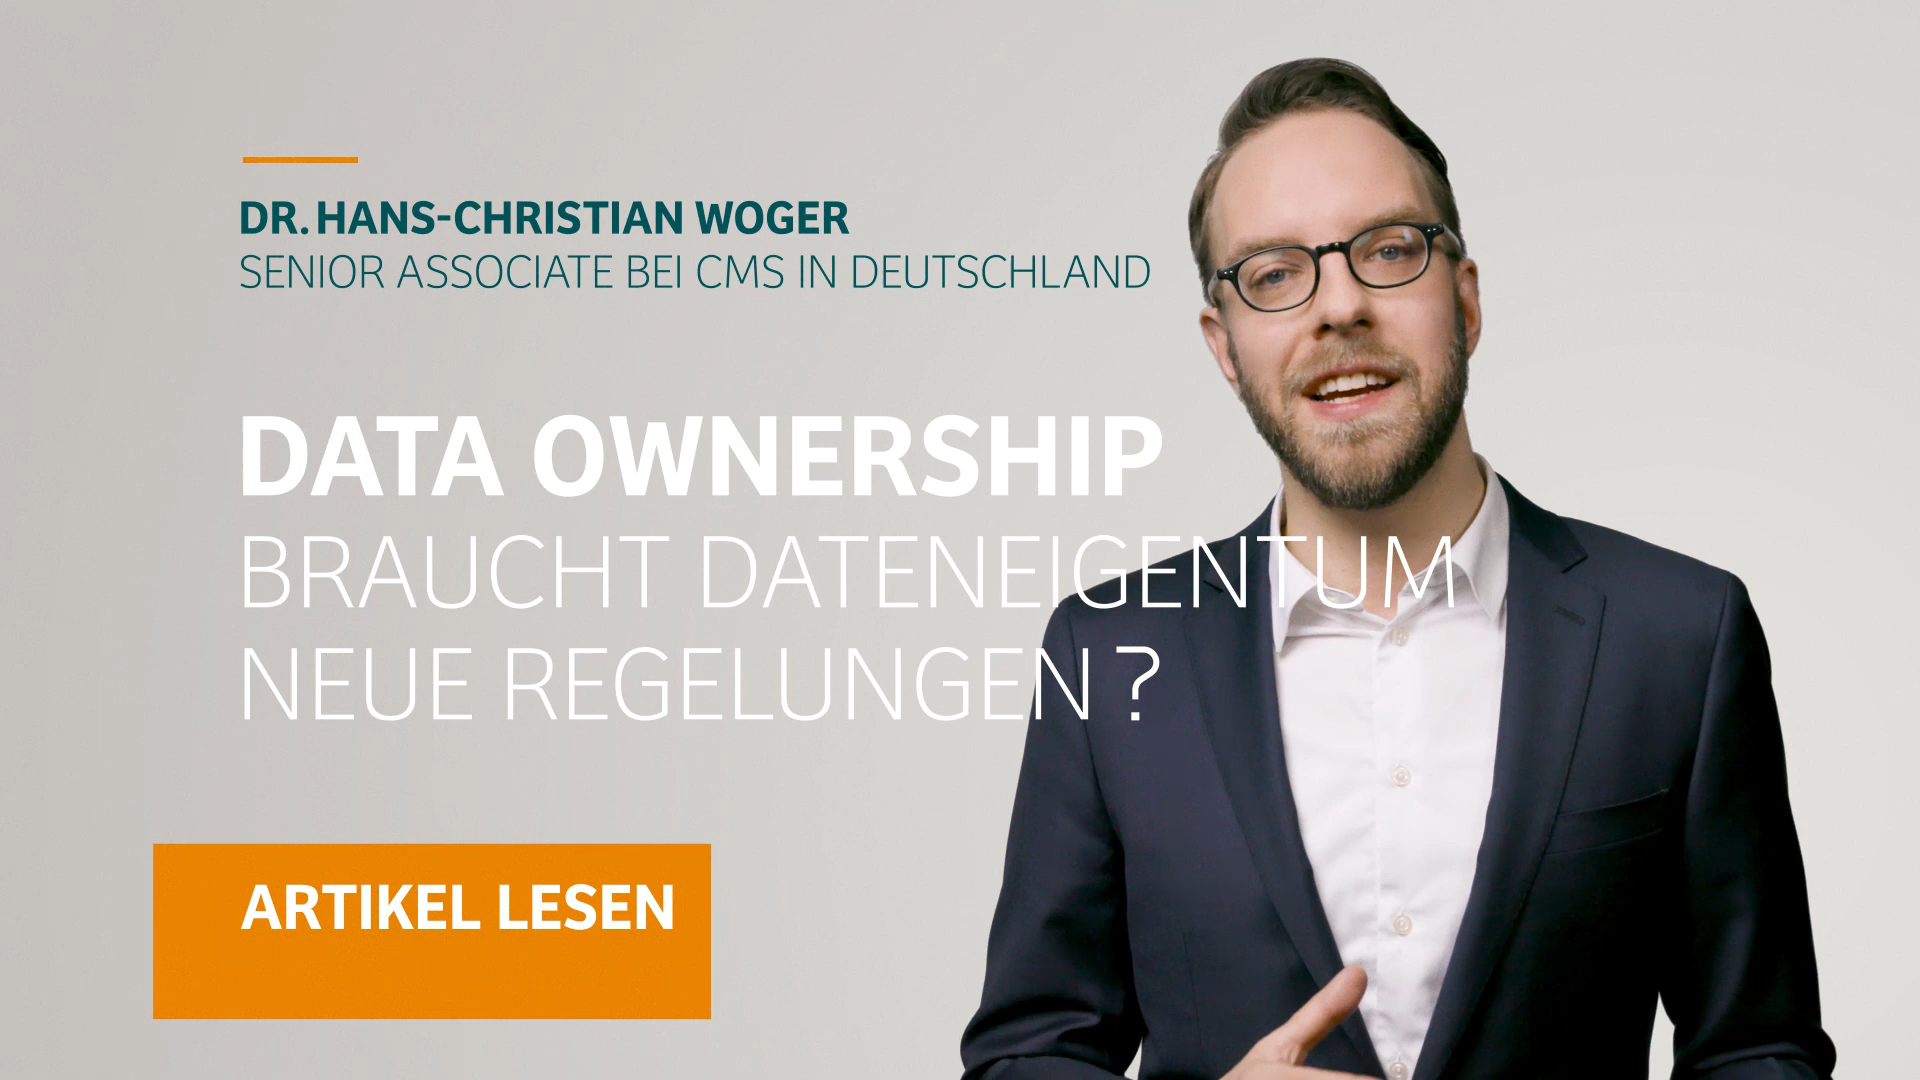 DR. HANS-CHRISTIAN WOGER
SENIOR ASSOCIATE BEI CMS IN DEUTSCHLAND
DATA OWNERSHIP
BRAUCHT DATENEIGENTUM
NEUE REGELUNGEN?
ARTIKEL LESEN